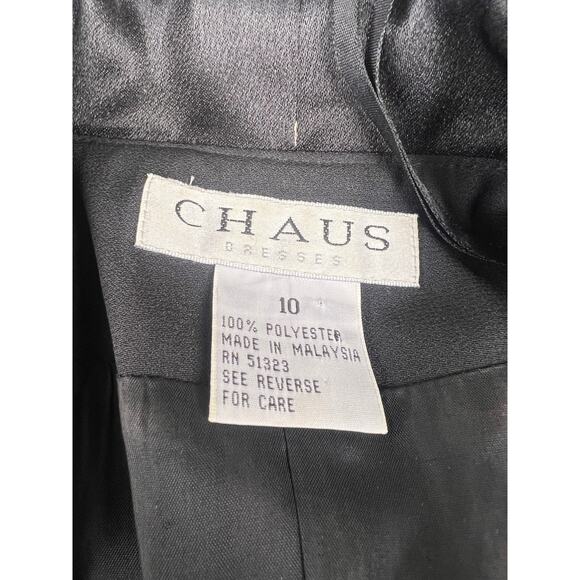 CHAUS
DRESSES
10
100% POLYESTER
MADE IN MALAYSIA
RN 51323
SEE REVERSE
FOR CARE